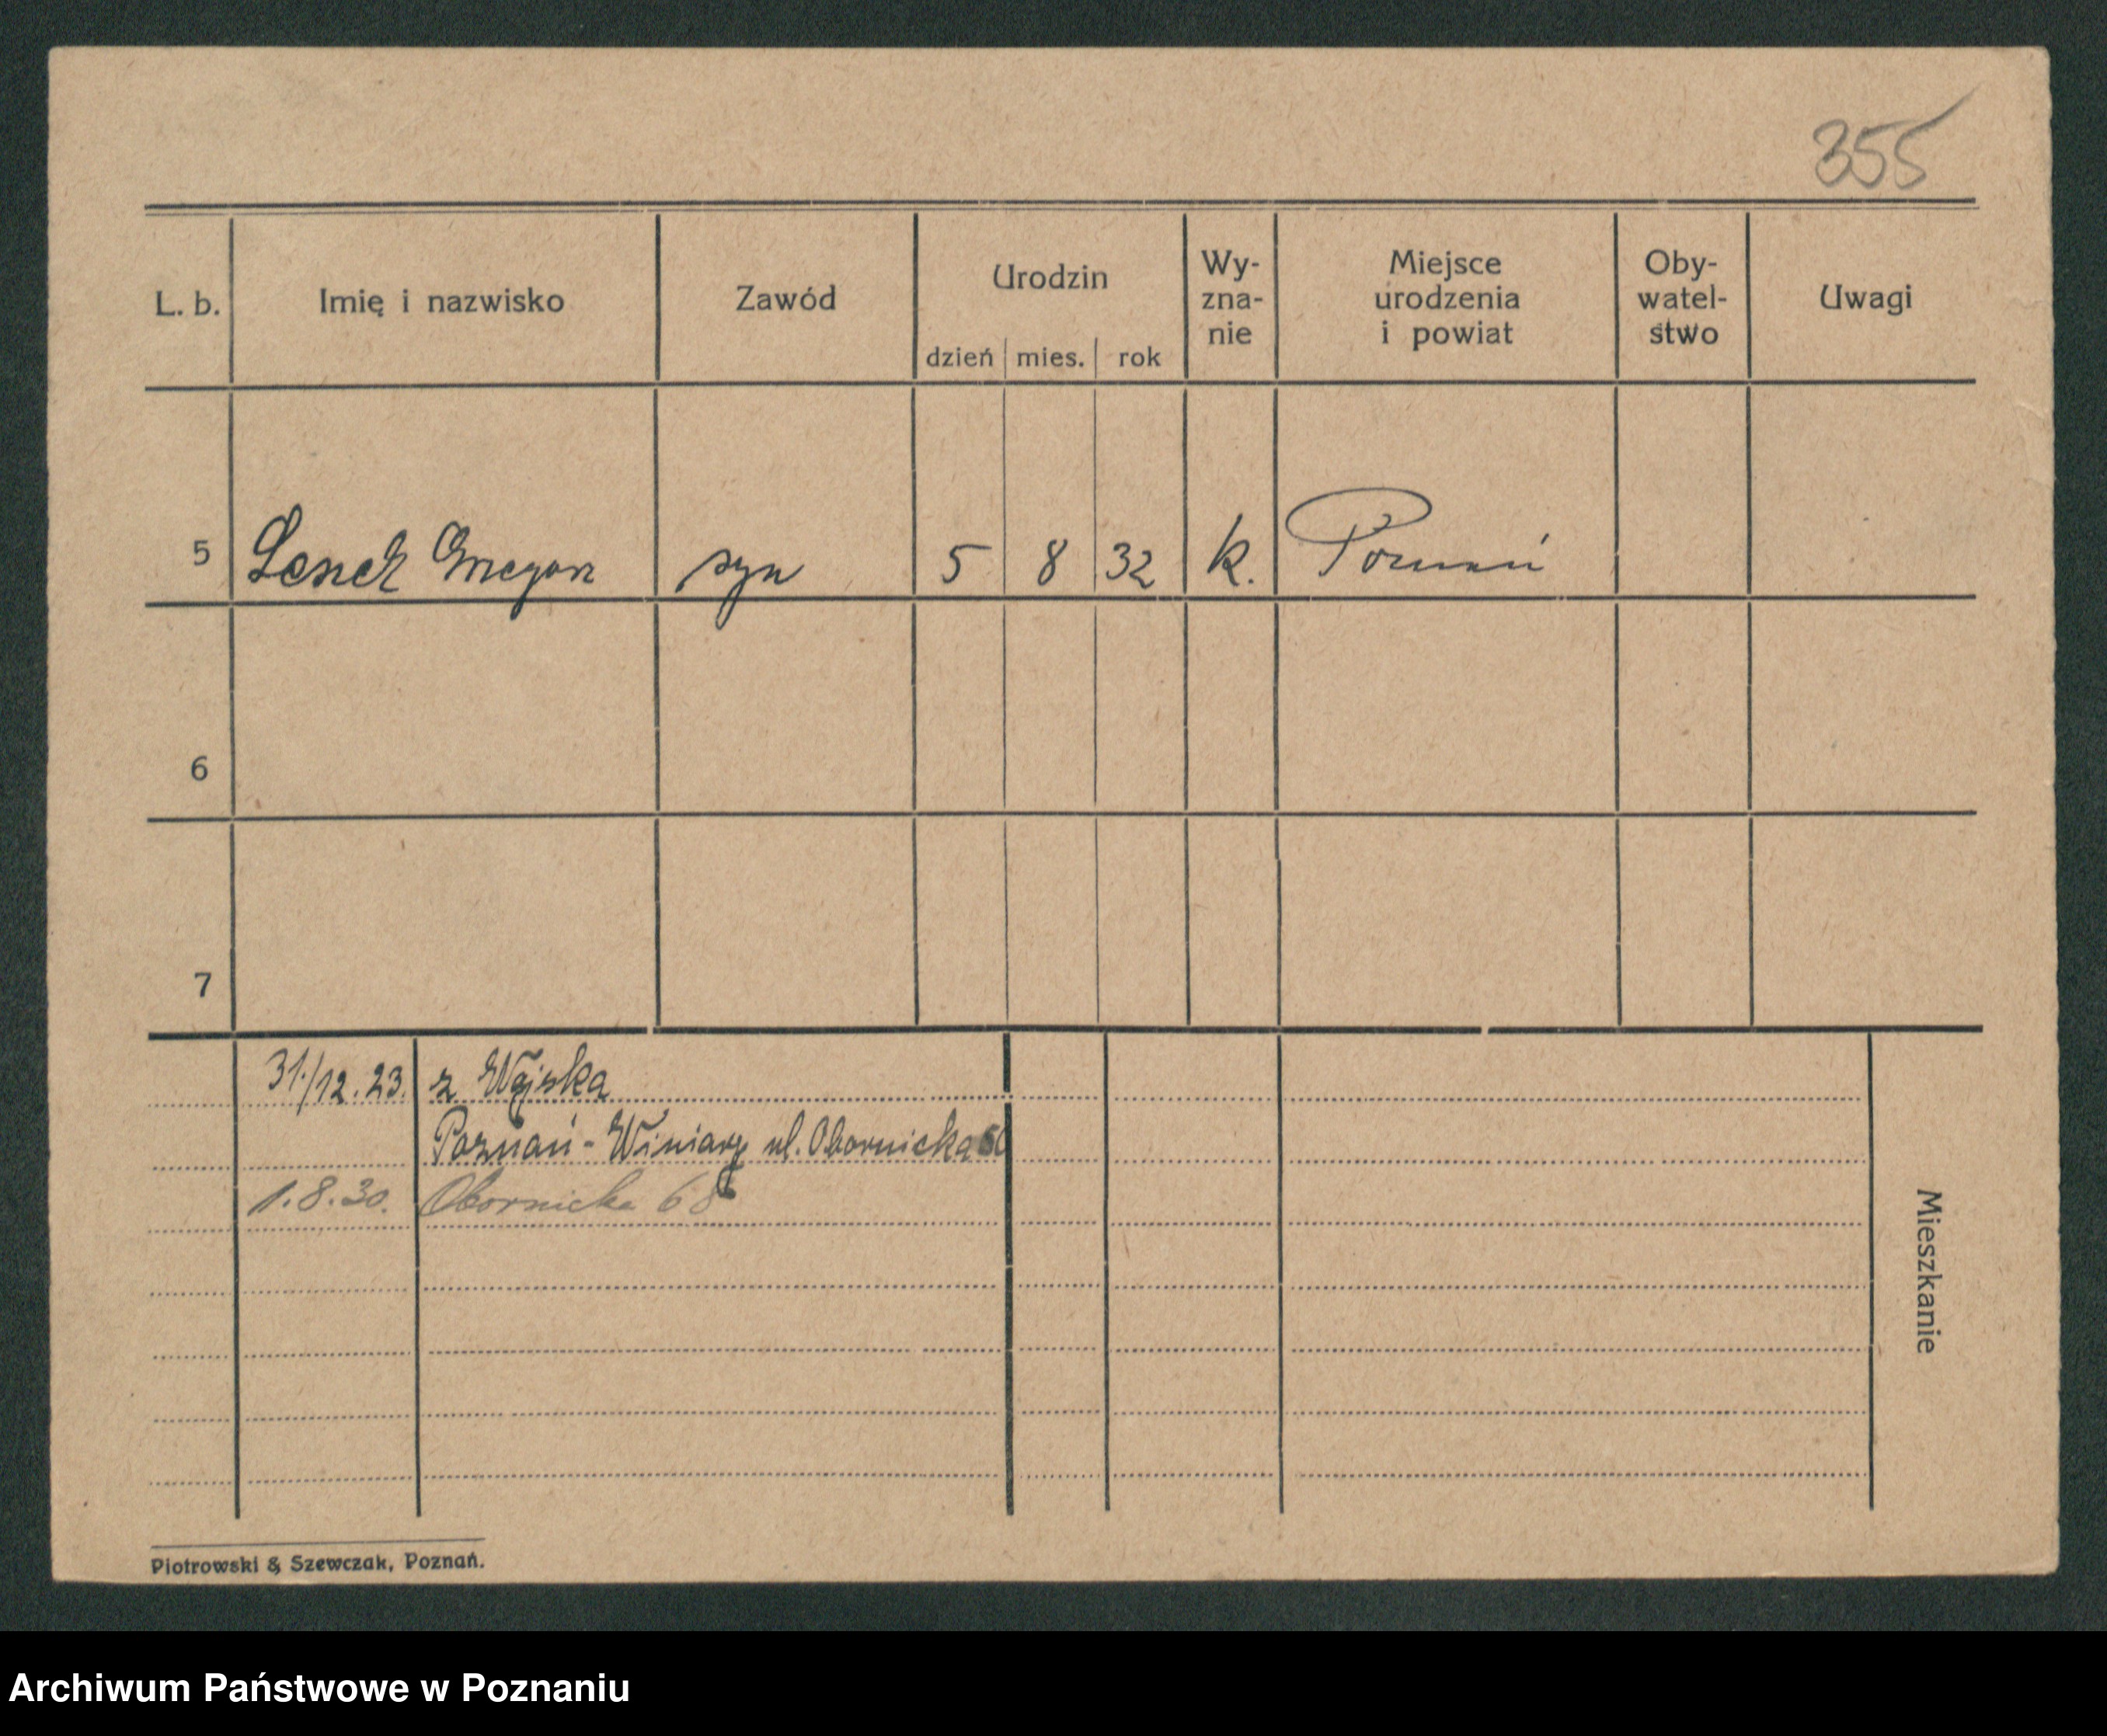 355
L. b.
Imię i nazwisko
Zawód
Urodzin
dzień mies. rok
Wy-
zna-
nie
Miejsce
urodzenia
i powiat
Oby-
watel-
stwo
Uwagi
5 syn 5 8 32 k. Poznań
6
7
31./12.23. z Wojska
Poznań-Winiary ul. Obornicka
1.8.30. Obornicka 68
Mieszkanie
Piotrowski & Szewczak, Poznań.
Archiwum Państwowe w Poznaniu